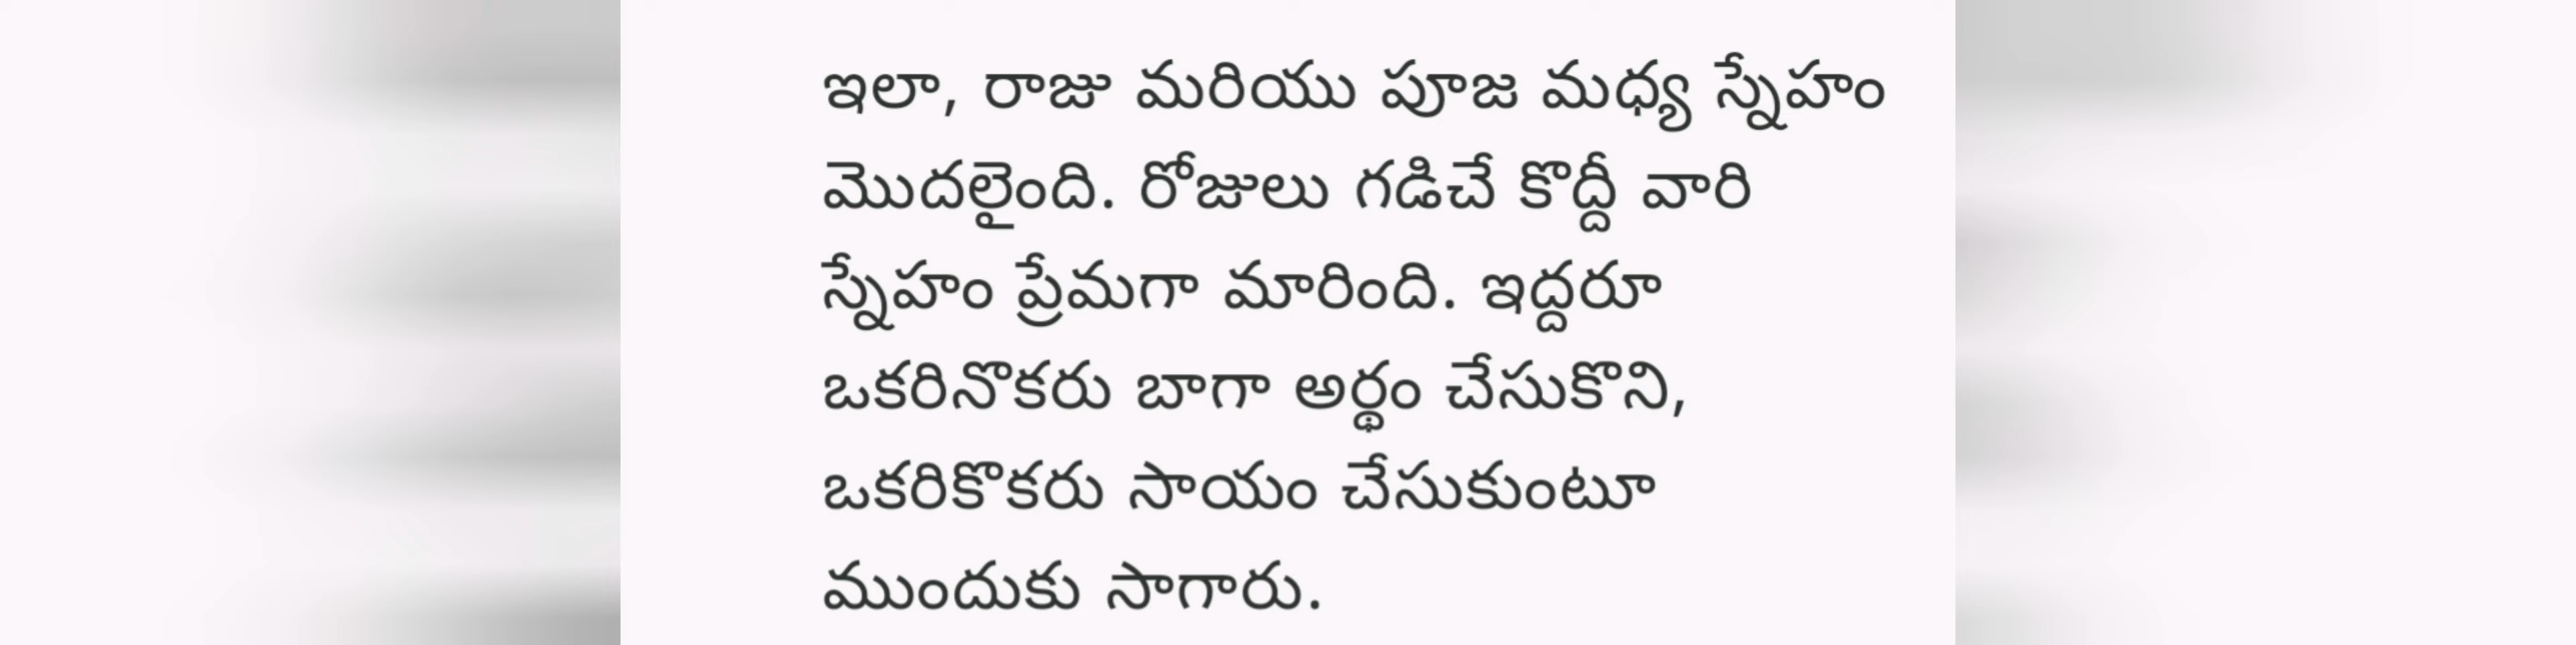 ఇలా, రాజు మరియు పూజ మధ్య స్నేహం
మొదలైంది. రోజులు గడిచే కొద్దీ వారి
స్నేహం ప్రేమగా మారింది. ఇద్దరూ
ఒకరినొకరు బాగా అర్థం చేసుకొని,
ఒకరికొకరు సాయం చేసుకుంటూ
ముందుకు సాగారు.